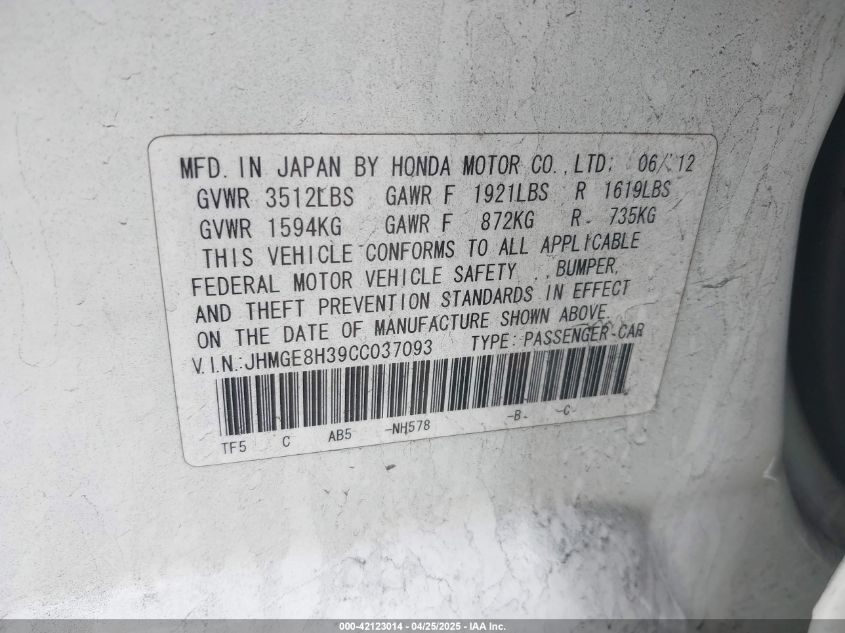 MFD. IN JAPAN BY HONDA MOTOR CO.,LTD. 06/12
GVWR 3512LBS GAWR F 1921LBS R 1619LBS
GVWR 1594KG GAWR F 872KG R 735KG
THIS VEHICLE CONFORMS TO ALL APPLICABLE
FEDERAL MOTOR VEHICLE SAFETY , BUMPER,
AND THEFT PREVENTION STANDARDS IN EFFECT
ON THE DATE OF MANUFACTURE SHOWN ABOVE.
V.I.N.:JHMGE8H39CC037093 TYPE: PASSENGER-CAR
TF5 C AB5 -NH578 -B- -C-
000-42123014 - 04/25/2025 - IAA Inc.